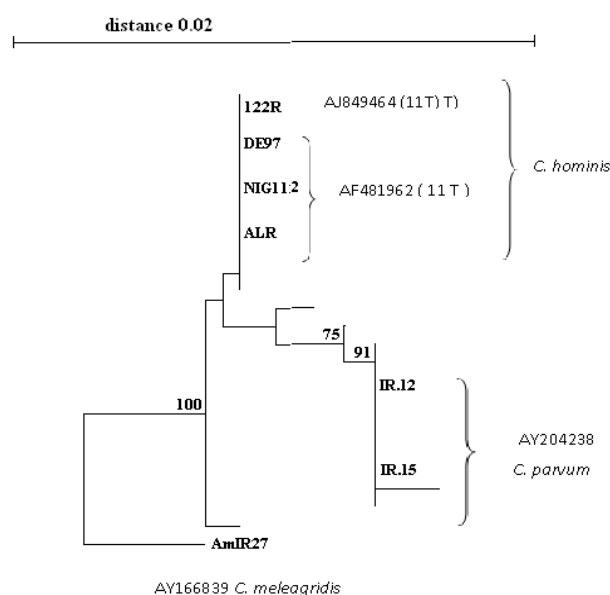 distance 0.02
122R AJ849464 (11T) T)
DE97
C. hominis
NIG11:2 AF481962 ( 11 T )
ALR
75
91
IR.12
100
AY204238
IR.15 C. parvum
AmIR27
AY166839 C. meleagridis